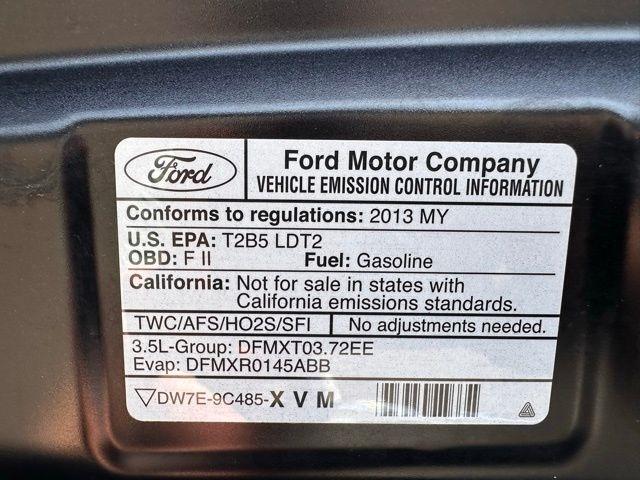 Ford
Ford Motor Company
VEHICLE EMISSION CONTROL INFORMATION
Conforms to regulations: 2013 MY
U.S. EPA: T2B5 LDT2
OBD: F II Fuel: Gasoline
California: Not for sale in states with
California emissions standards.
TWC/AFS/HO2S/SFI No adjustments needed.
3.5L-Group: DFMXT03.72EE
Evap: DFMXR0145ABB
DW7E-9C485-X V M